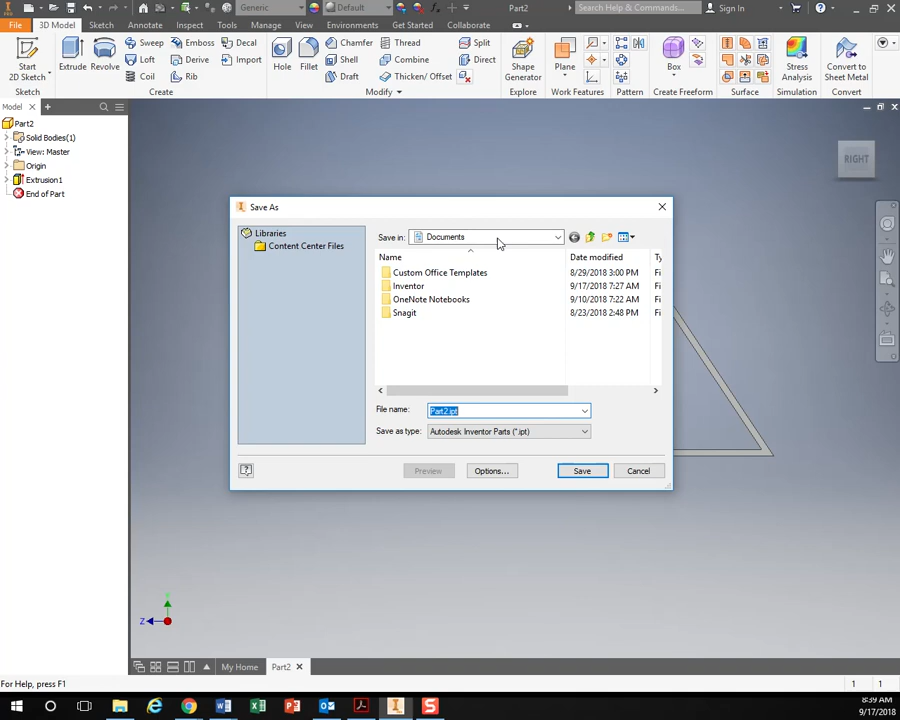 Generic
Default
Part2
Search Help & Commands...
Sign In
File
3D Model
Sketch
Annotate
Inspect
Tools
Manage
View
Environments
Get Started
Collaborate
Start
2D Sketch
Extrude
Revolve
Sweep
Loft
Coil
Emboss
Derive
Rib
Decal
Import
Hole
Fillet
Chamfer
Shell
Draft
Thread
Combine
Thicken/ Offset
Split
Direct
Shape
Generator
Plane
Box
Stress
Analysis
Convert to
Sheet Metal
Create
Modify
Explore
Work Features
Pattern
Create Freeform
Surface
Simulation
Convert
Model
Part2
Solid Bodies(1)
View: Master
Origin
Extrusion1
End of Part
RIGHT
Save As
Libraries
Content Center Files
Save in:
Documents
Name
Date modified
Ty
Custom Office Templates
8/29/2018 3:00 PM
Fi
Inventor
9/17/2018 7:27 AM
Fi
OneNote Notebooks
9/10/2018 7:22 AM
Fi
Snagit
8/23/2018 2:48 PM
Fi
File name:
Part2.ipt
Save as type:
Autodesk Inventor Parts (*.ipt)
Preview
Options...
Save
Cancel
Z
My Home
Part2
For Help, press F1
1
1
8:39 AM
9/17/2018